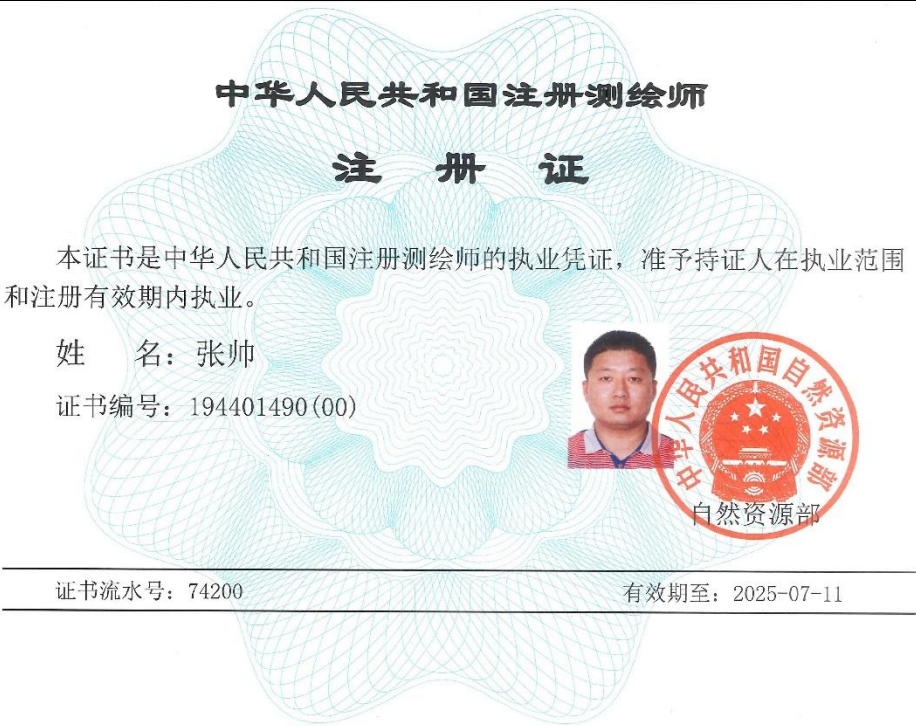 中华人民共和国注册测绘师
注 册 证
本证书是中华人民共和国注册测绘师的执业凭证，准予持证人在执业范围
和注册有效期内执业。
姓 名：张帅
证书编号：194401490(00)
中华人民共和国自然资源部
自然资源部
证书流水号：74200
有效期至：2025-07-11